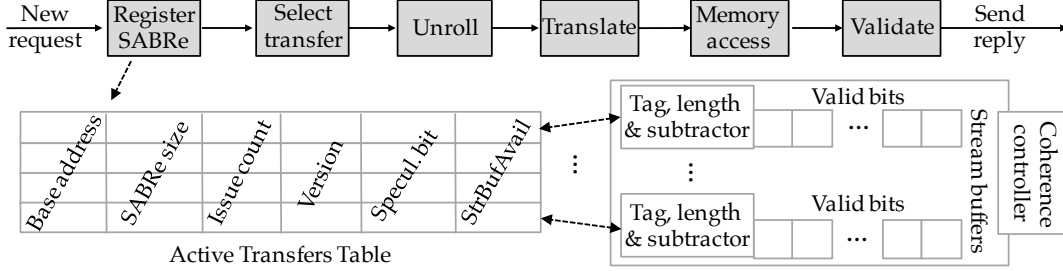 New
request
Register
SABRe
Select
transfer
Unroll
Translate
Memory
access
Validate
Send
reply
Base address
SABRe size
Issue count
Version
Specul. bit
StrBufAvail
Active Transfers Table
Tag, length
& subtractor
Valid bits
...
...
...
Tag, length
& subtractor
Valid bits
...
Stream buffers
Coherence
controller